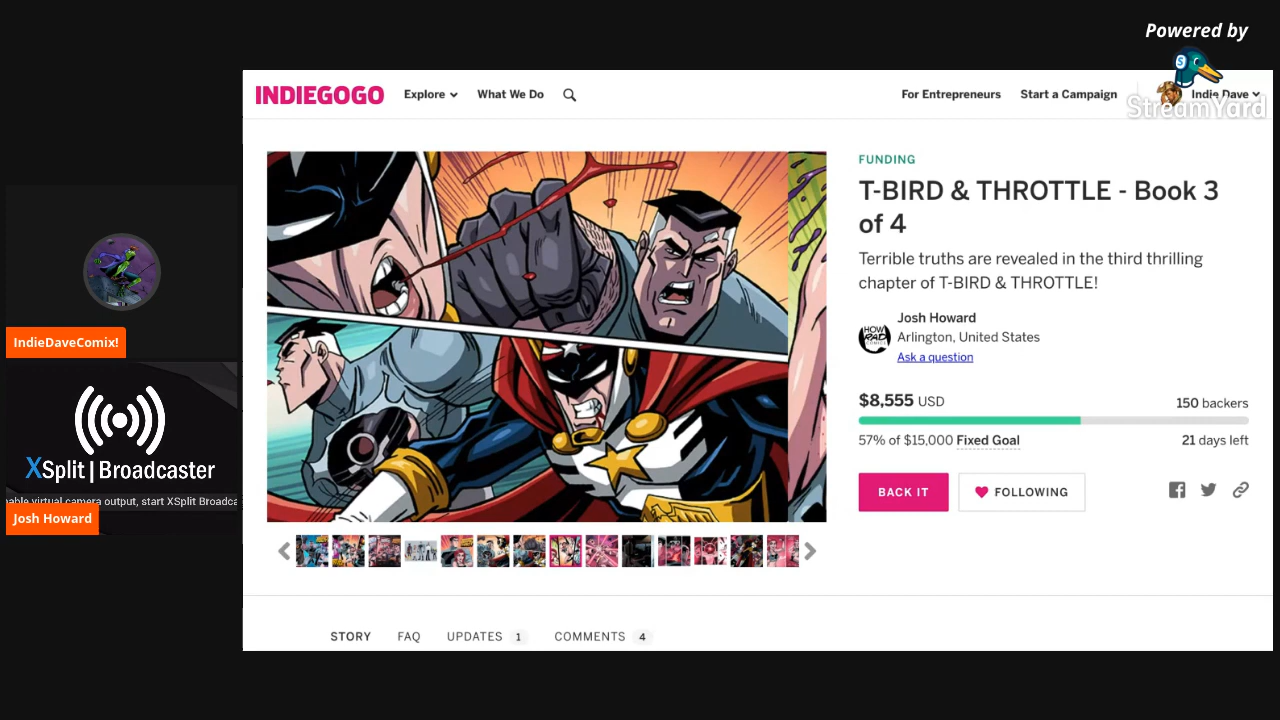 Powered by
StreamYard
INDIEGOGO
Explore
What We Do
For Entrepreneurs
Start a Campaign
Indie Dave
FUNDING
T-BIRD & THROTTLE - Book 3
of 4
Terrible truths are revealed in the third thrilling
chapter of T-BIRD & THROTTLE!
HOW
RAD
COMICS
Josh Howard
Arlington, United States
Ask a question
$8,555 USD
150 backers
57% of $15,000 Fixed Goal
21 days left
BACK IT
FOLLOWING
STORY
FAQ
UPDATES 1
COMMENTS 4
IndieDaveComix!
XSplit | Broadcaster
camera output, start XSplit
Josh Howard